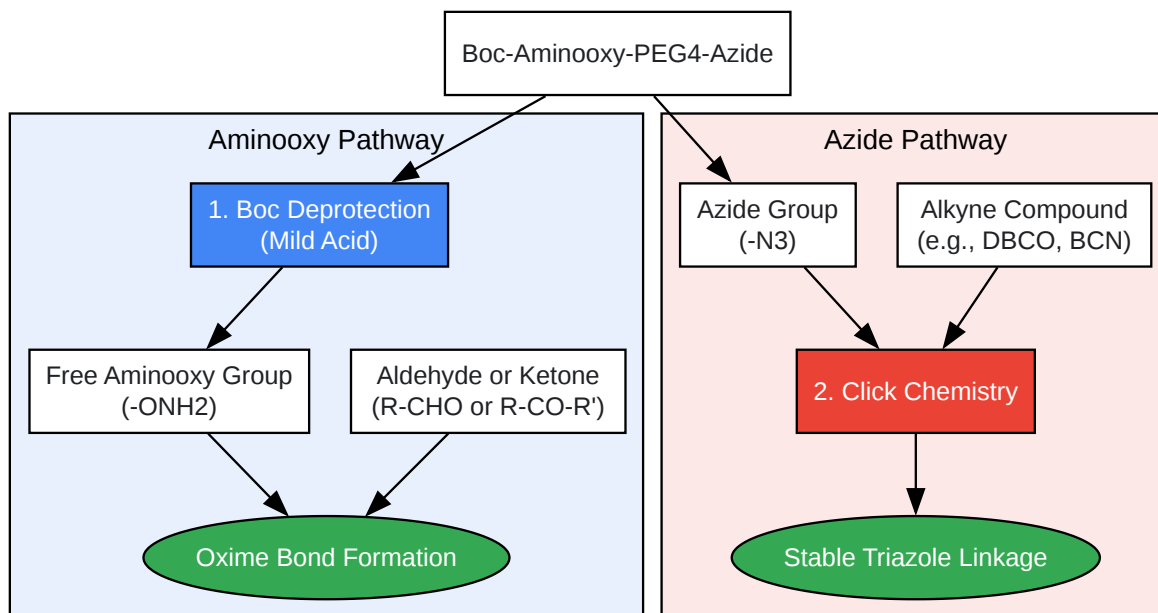 Boc-Aminooxy-PEG4-Azide
Aminooxy Pathway
1. Boc Deprotection
(Mild Acid)
Free Aminooxy Group
(-ONH2)
Aldehyde or Ketone
(R-CHO or R-CO-R')
Oxime Bond Formation
Azide Pathway
Azide Group
(-N3)
Alkyne Compound
(e.g., DBCO, BCN)
2. Click Chemistry
Stable Triazole Linkage